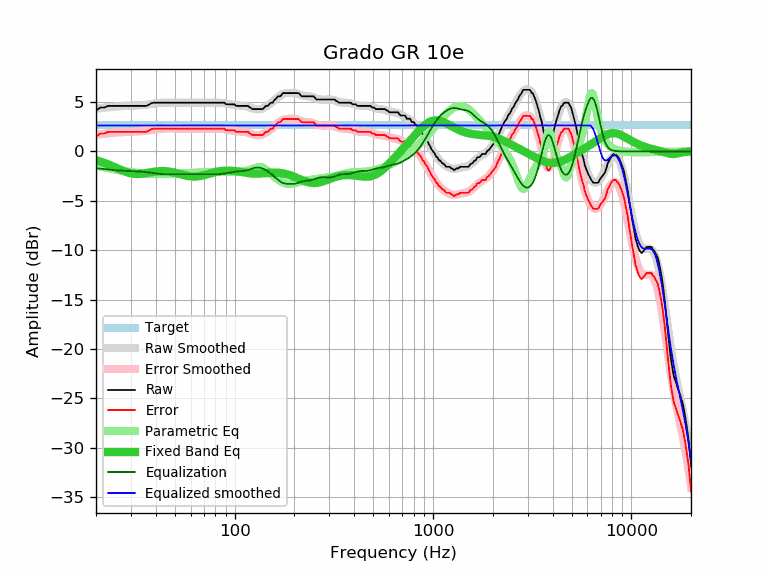 Grado GR 10e
Amplitude (dBr)
5
0
−5
−10
−15
−20
−25
−30
−35
Target
Raw Smoothed
Error Smoothed
Raw
Error
Parametric Eq
Fixed Band Eq
Equalization
Equalized smoothed
100
1000
10000
Frequency (Hz)